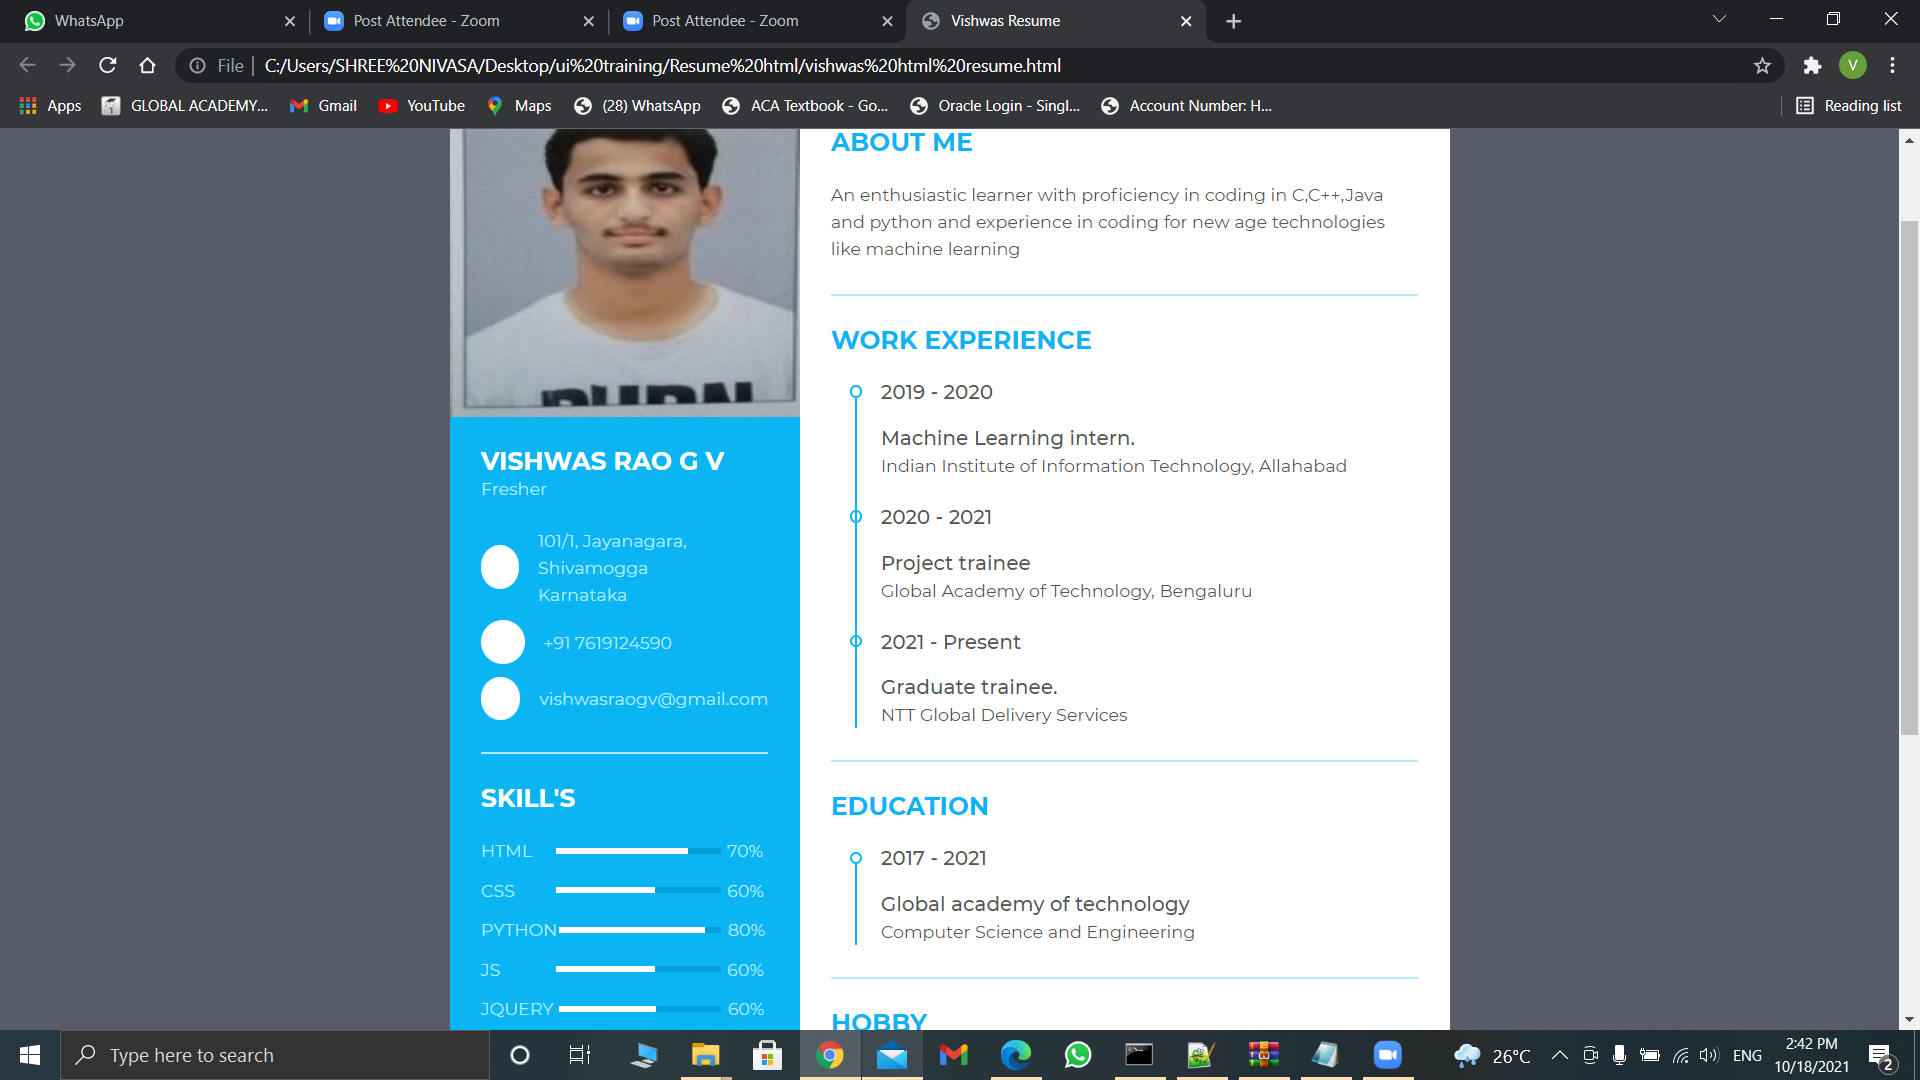 WhatsApp
Post Attendee - Zoom
Post Attendee - Zoom
Vishwas Resume
File
C:/Users/SHREE%20NIVASA/Desktop/ui%20training/Resume%20html/vishwas%20html%20resume.html
V
Apps
GLOBAL ACADEMY...
Gmail
YouTube
Maps
(28) WhatsApp
ACA Textbook - Go...
Oracle Login - Singl...
Account Number: H...
Reading list
VISHWAS RAO G V
Fresher
101/1, Jayanagara,
Shivamogga
Karnataka
+91 7619124590
vishwasraogv@gmail.com
SKILL'S
HTML 70%
CSS 60%
PYTHON 80%
JS 60%
JQUERY 60%
ABOUT ME
An enthusiastic learner with proficiency in coding in C,C++,Java
and python and experience in coding for new age technologies
like machine learning
WORK EXPERIENCE
2019 - 2020
Machine Learning intern.
Indian Institute of Information Technology, Allahabad
2020 - 2021
Project trainee
Global Academy of Technology, Bengaluru
2021 - Present
Graduate trainee.
NTT Global Delivery Services
EDUCATION
2017 - 2021
Global academy of technology
Computer Science and Engineering
HOBBY
Type here to search
26°C
ENG
2:42 PM
10/18/2021
2